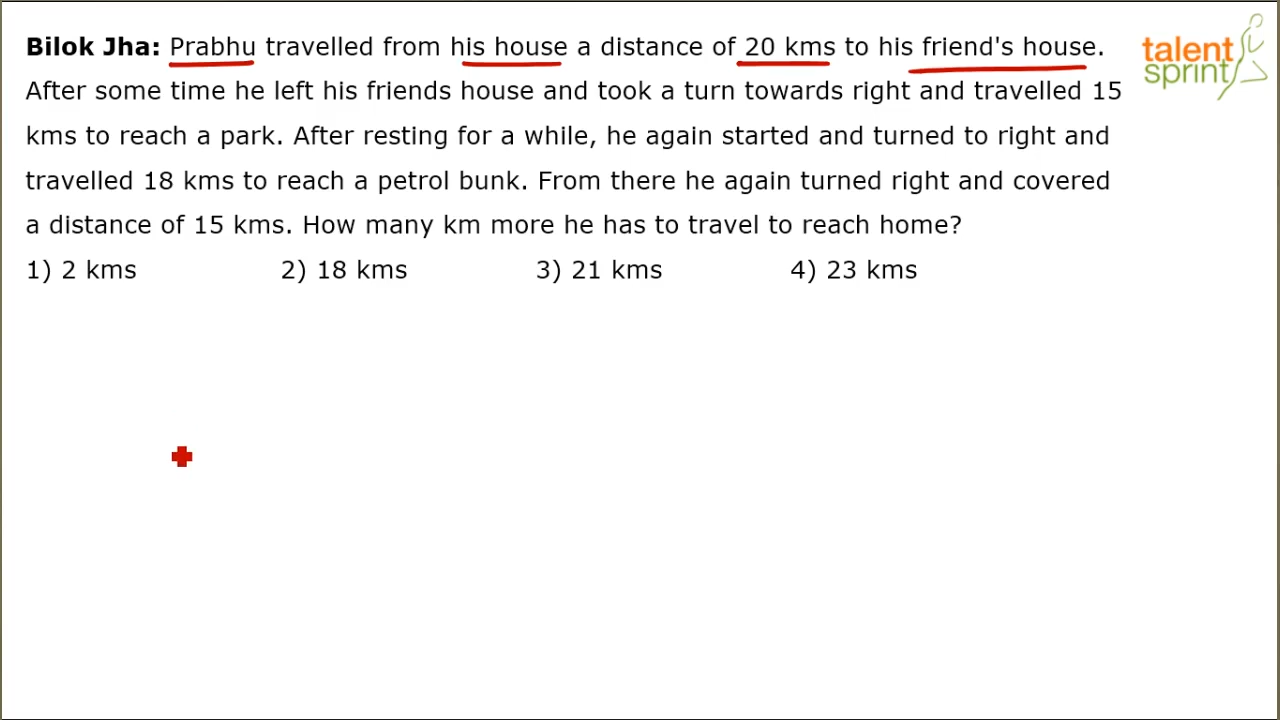 Bilok Jha: Prabhu travelled from his house a distance of 20 kms to his friend's house.
After some time he left his friends house and took a turn towards right and travelled 15
kms to reach a park. After resting for a while, he again started and turned to right and
travelled 18 kms to reach a petrol bunk. From there he again turned right and covered
a distance of 15 kms. How many km more he has to travel to reach home?
1) 2 kms 2) 18 kms 3) 21 kms 4) 23 kms
talent
sprint